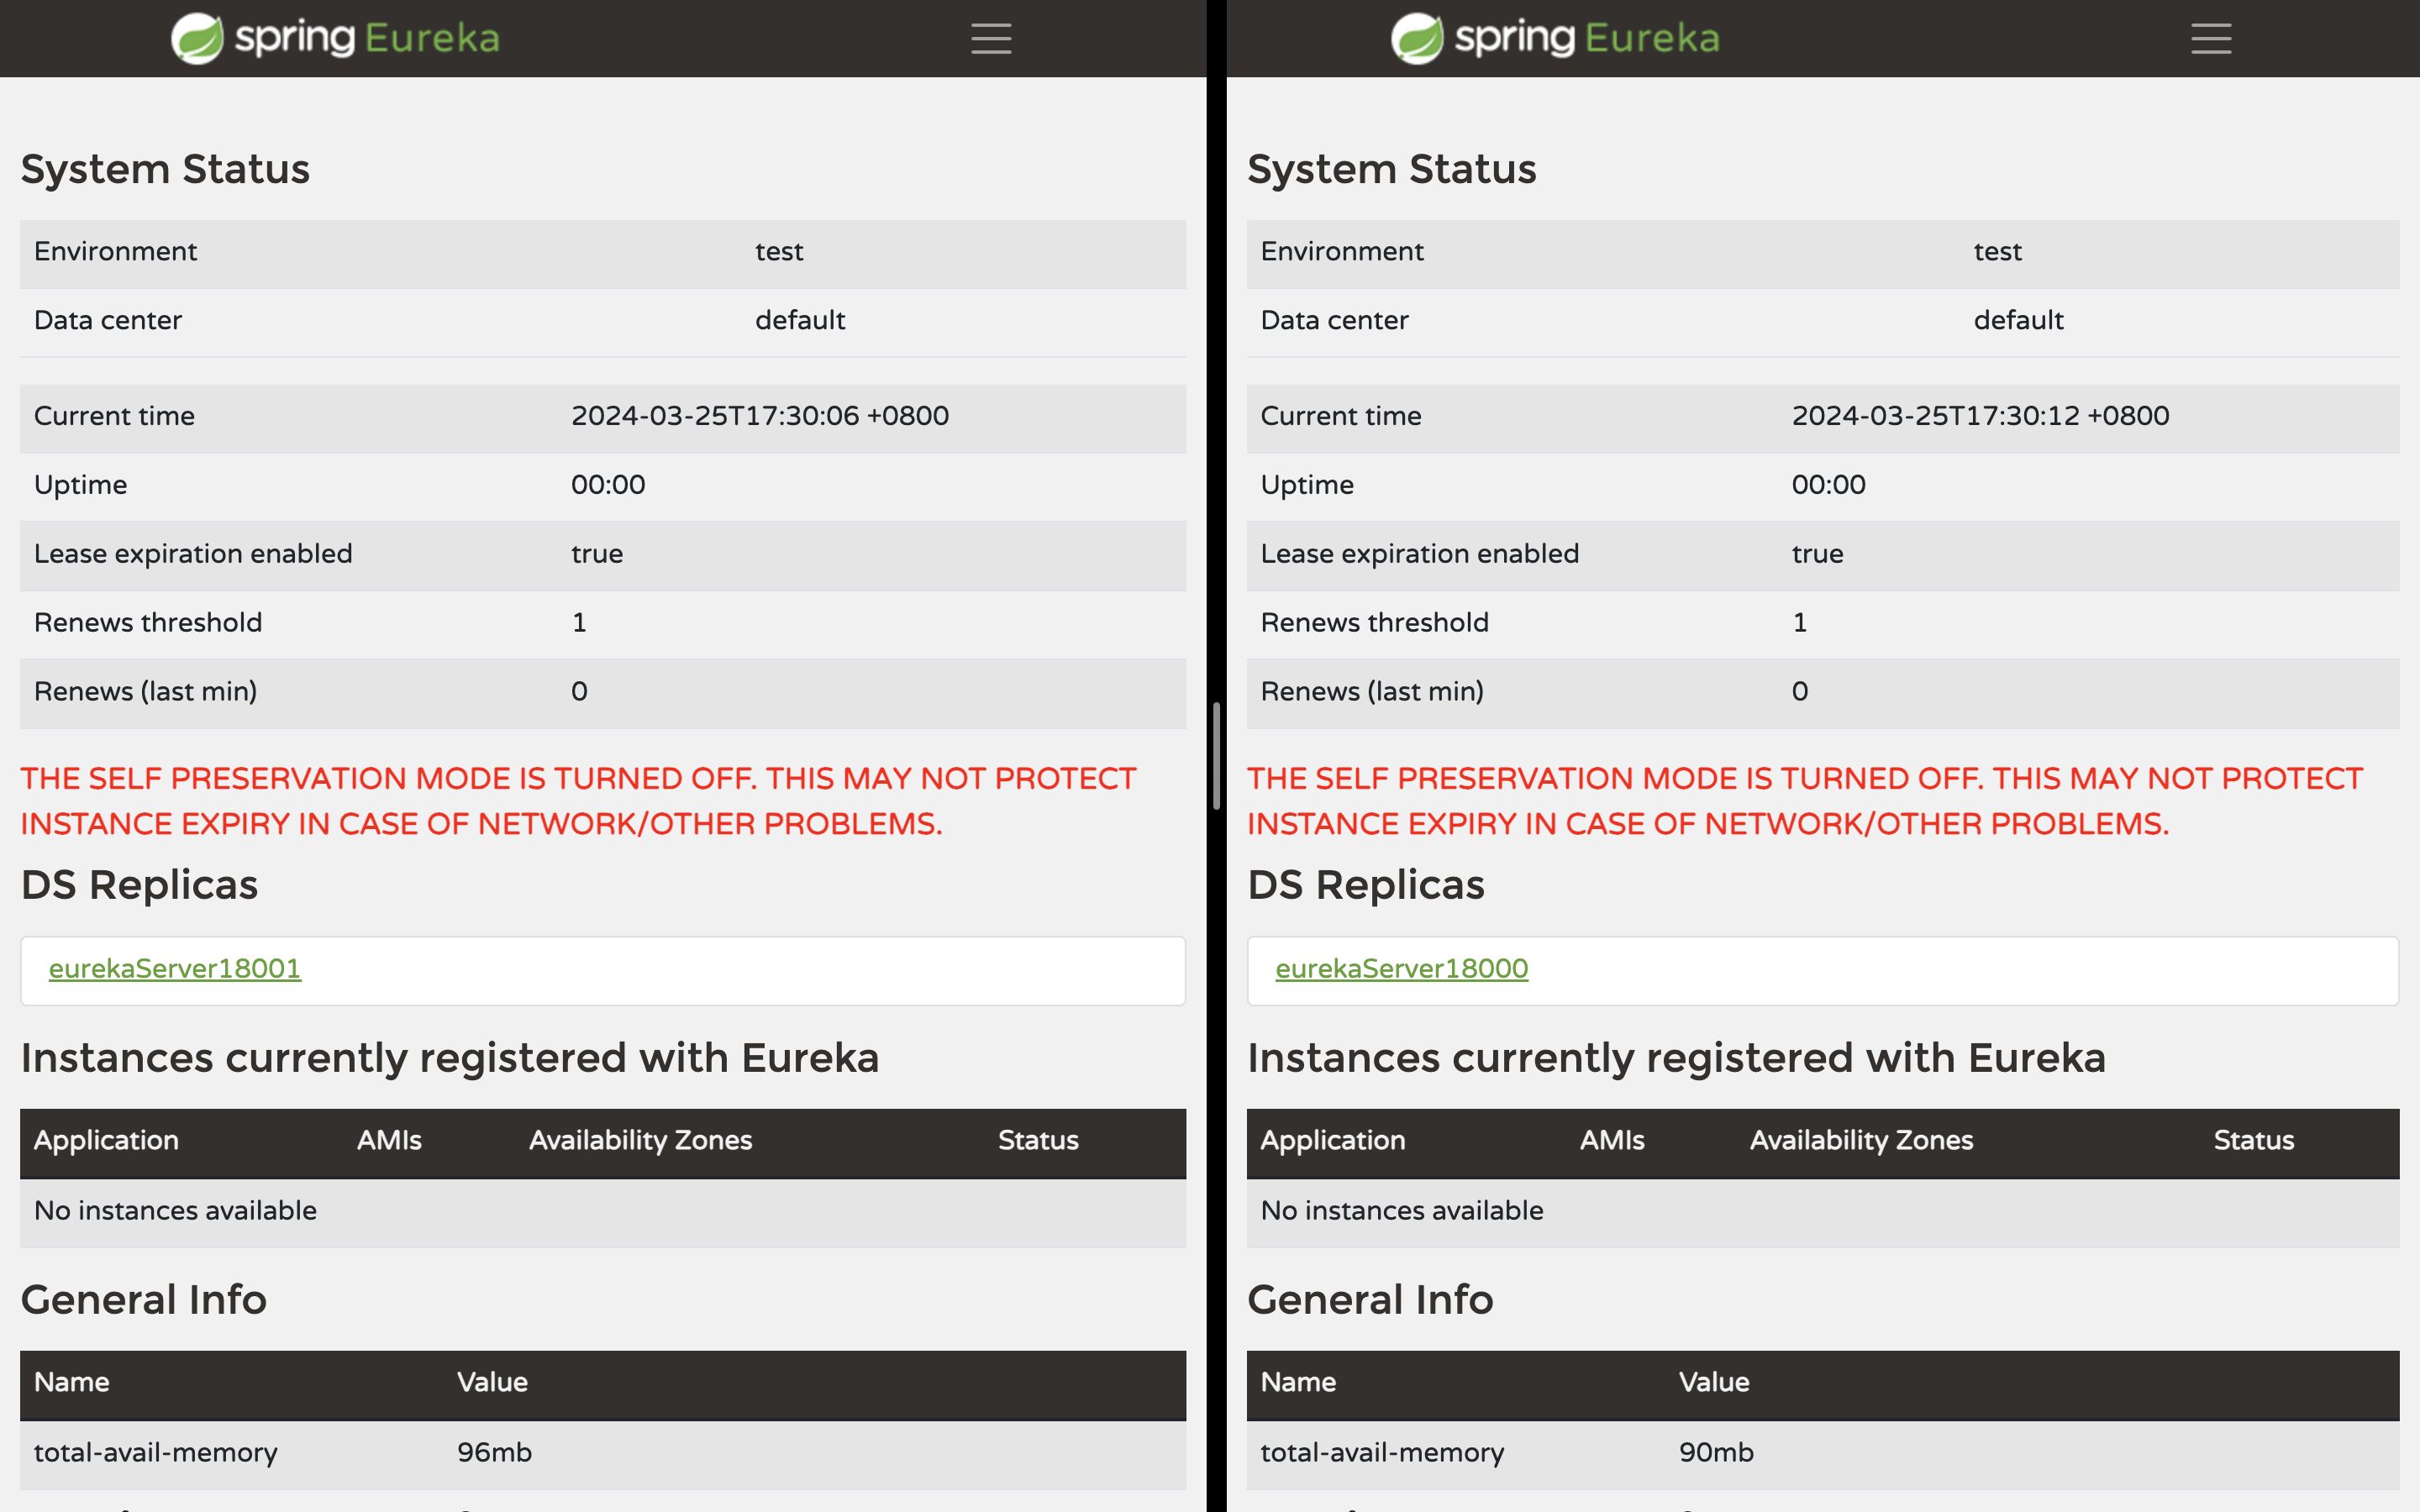 spring Eureka
System Status
Environment test
Data center default
Current time 2024-03-25T17:30:06 +0800
Uptime 00:00
Lease expiration enabled true
Renews threshold 1
Renews (last min) 0
THE SELF PRESERVATION MODE IS TURNED OFF. THIS MAY NOT PROTECT
INSTANCE EXPIRY IN CASE OF NETWORK/OTHER PROBLEMS.
DS Replicas
eurekaServer18001
Instances currently registered with Eureka
Application AMIs Availability Zones Status
No instances available
General Info
Name Value
total-avail-memory 96mb
spring Eureka
System Status
Environment test
Data center default
Current time 2024-03-25T17:30:12 +0800
Uptime 00:00
Lease expiration enabled true
Renews threshold 1
Renews (last min) 0
THE SELF PRESERVATION MODE IS TURNED OFF. THIS MAY NOT PROTECT
INSTANCE EXPIRY IN CASE OF NETWORK/OTHER PROBLEMS.
DS Replicas
eurekaServer18000
Instances currently registered with Eureka
Application AMIs Availability Zones Status
No instances available
General Info
Name Value
total-avail-memory 90mb